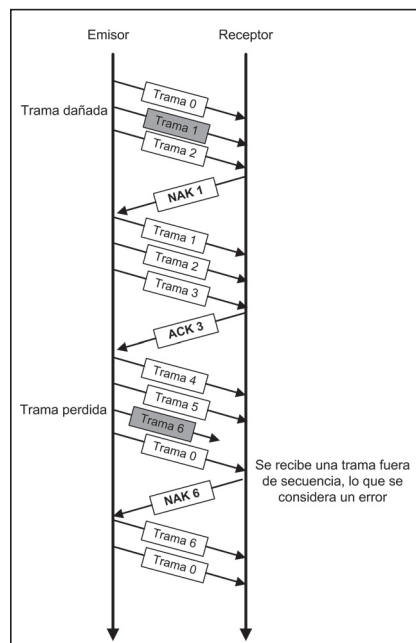 Emisor
Receptor
Trama 0
Trama dañada
Trama 1
Trama 2
NAK 1
Trama 1
Trama 2
Trama 3
ACK 3
Trama 4
Trama 5
Trama perdida
Trama 6
Trama 0
Se recibe una trama fuera
de secuencia, lo que se
considera un error
NAK 6
Trama 6
Trama 0